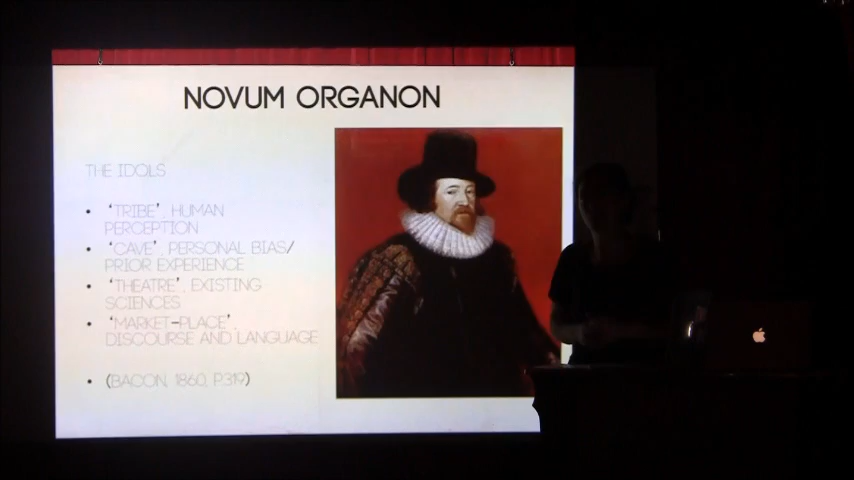 NOVUM ORGANON
THE IDOLS
• 'TRIBE', HUMAN
PERCEPTION
• 'CAVE', PERSONAL BIAS/
PRIOR EXPERIENCE
• 'THEATRE', EXISTING
SCIENCES
• 'MARKET-PLACE',
DISCOURSE AND LANGUAGE
• (BACON, 1860, P.319)